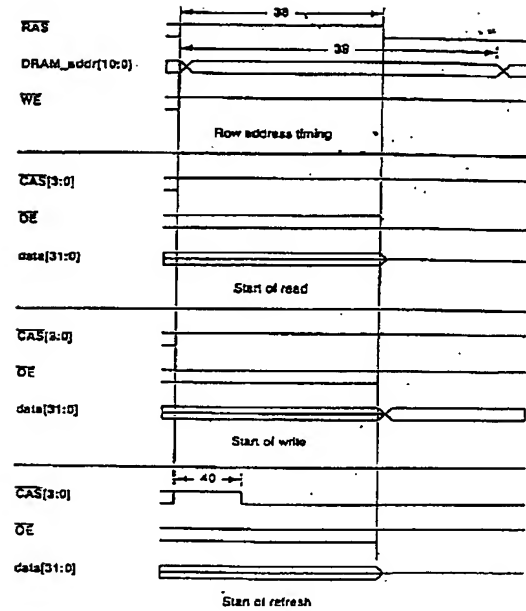 38
RAS
39
DRAM_addr[10:0]
WE
Row address timing
CAS[3:0]
OE
data[31:0]
Start of read
CAS[3:0]
OE
data[31:0]
Start of write
40
CAS[3:0]
OE
data[31:0]
Start of refresh